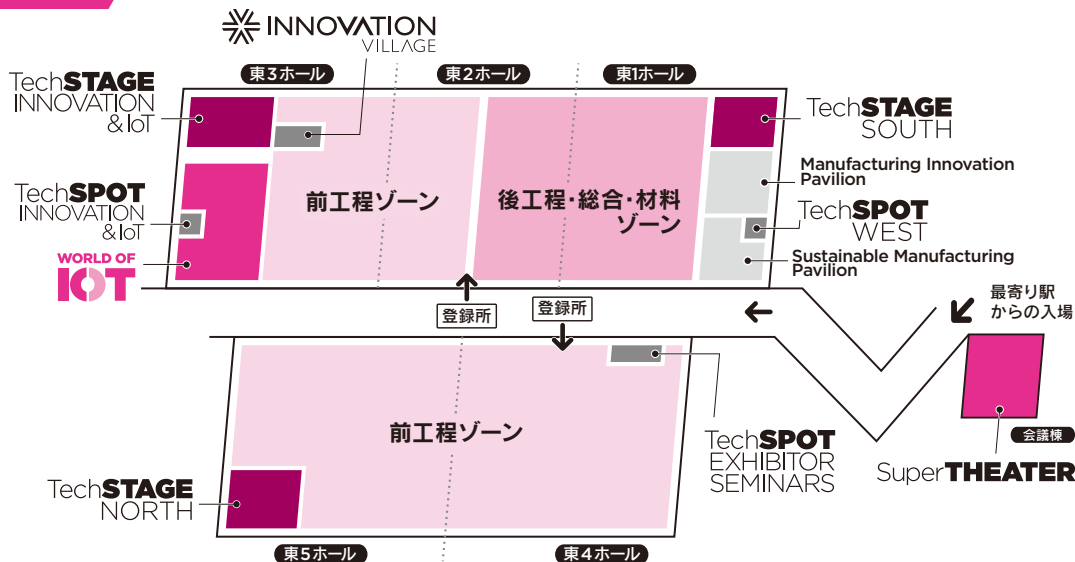 INNOVATION
VILLAGE
東3ホール
東2ホール
東1ホール
TechSTAGE
INNOVATION
& IoT
TechSTAGE
SOUTH
Manufacturing Innovation
Pavilion
前工程ゾーン
後工程・総合・材料
ゾーン
TechSPOT
INNOVATION
& IoT
TechSPOT
WEST
WORLD OF
IOT
Sustainable Manufacturing
Pavilion
登録所
登録所
最寄り駅
からの入場
前工程ゾーン
TechSPOT
EXHIBITOR
SEMINARS
会議棟
SuperTHEATER
TechSTAGE
NORTH
東5ホール
東4ホール